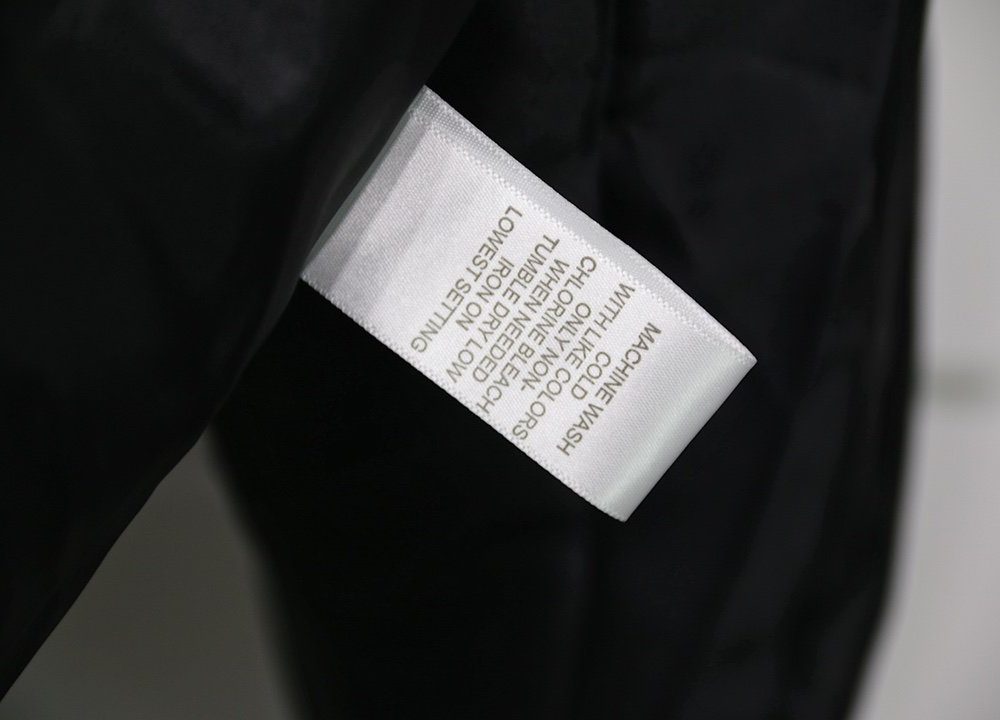 MACHINE WASH
COLD
WITH LIKE COLORS
ONLY NON-
CHLORINE BLEACH
WHEN NEEDED
TUMBLE DRY LOW
IRON ON
LOWEST SETTING